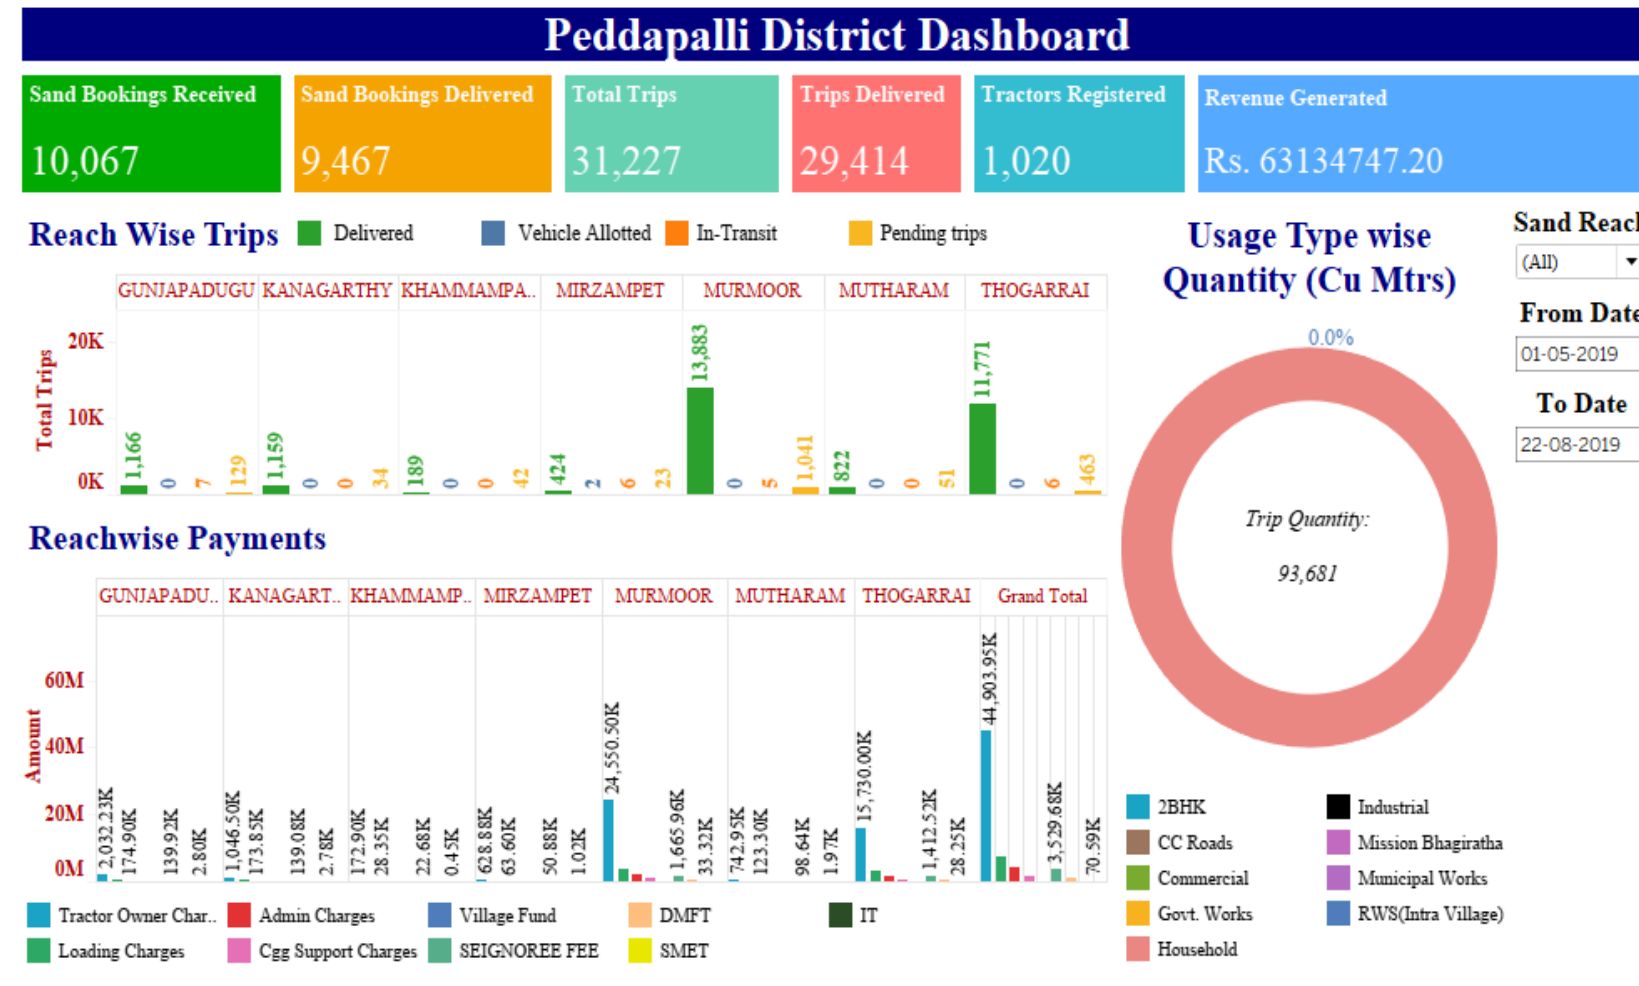 Peddapalli District Dashboard
Sand Bookings Received
10,067
Sand Bookings Delivered
9,467
Total Trips
31,227
Trips Delivered
29,414
Tractors Registered
1,020
Revenue Generated
Rs. 63134747.20
Reach Wise Trips
Delivered
Vehicle Allotted
In-Transit
Pending trips
GUNJAPADUGU KANAGARTHY KHAMMAMPA.. MIRZAMPET MURMOOR MUTHARAM THOGARRAI
Total Trips
20K
10K
0K
1,166 0 7 129 1,159 0 0 34 189 0 0 42 424 2 6 23 13,883 0 5 1,041 822 0 0 51 11,771 0 6 463
Usage Type wise
Quantity (Cu Mtrs)
0.0%
Trip Quantity:
93,681
Sand Reach
(All)
From Date
01-05-2019
To Date
22-08-2019
Reachwise Payments
GUNJAPADU.. KANAGART.. KHAMMAMP.. MIRZAMPET MURMOOR MUTHARAM THOGARRAI Grand Total
Amount
60M
40M
20M
0M
2,032.23K 174.90K 139.92K 2.80K 1,046.50K 173.85K 139.08K 2.78K 172.90K 28.35K 22.68K 0.45K 628.88K 63.60K 50.88K 1.02K 24,550.50K 1,665.96K 33.32K 742.95K 123.30K 98.64K 1.97K 15,730.00K 1,412.52K 28.25K 44,903.95K 3,529.68K 70.59K
Tractor Owner Char.. Admin Charges Village Fund DMFT IT
Loading Charges Cgg Support Charges SEIGNOREE FEE SMET
2BHK Industrial
CC Roads Mission Bhagiratha
Commercial Municipal Works
Govt. Works RWS(Intra Village)
Household